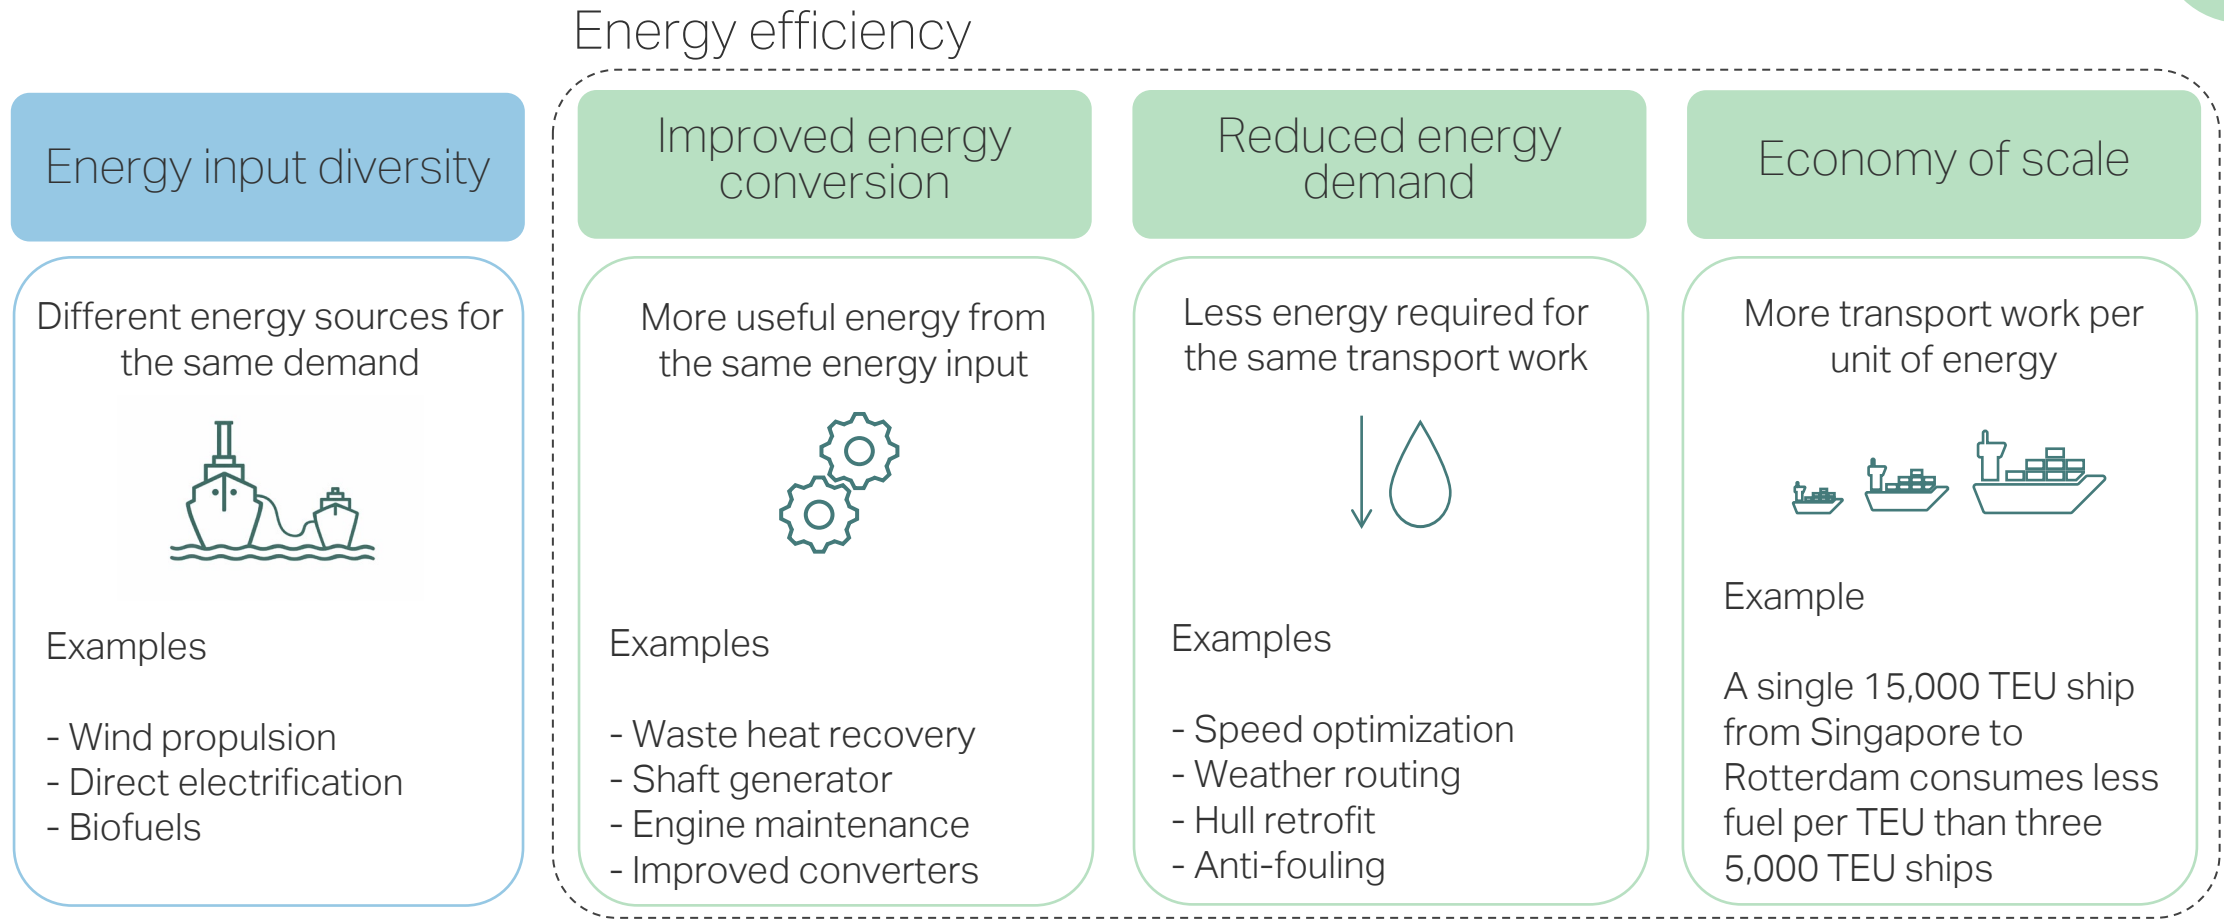 Energy efficiency
Energy input diversity
Different energy sources for
the same demand
Examples
- Wind propulsion
- Direct electrification
- Biofuels
Improved energy
conversion
More useful energy from
the same energy input
Examples
- Waste heat recovery
- Shaft generator
- Engine maintenance
- Improved converters
Reduced energy
demand
Less energy required for
the same transport work
Examples
- Speed optimization
- Weather routing
- Hull retrofit
- Anti-fouling
Economy of scale
More transport work per
unit of energy
Example
A single 15,000 TEU ship
from Singapore to
Rotterdam consumes less
fuel per TEU than three
5,000 TEU ships